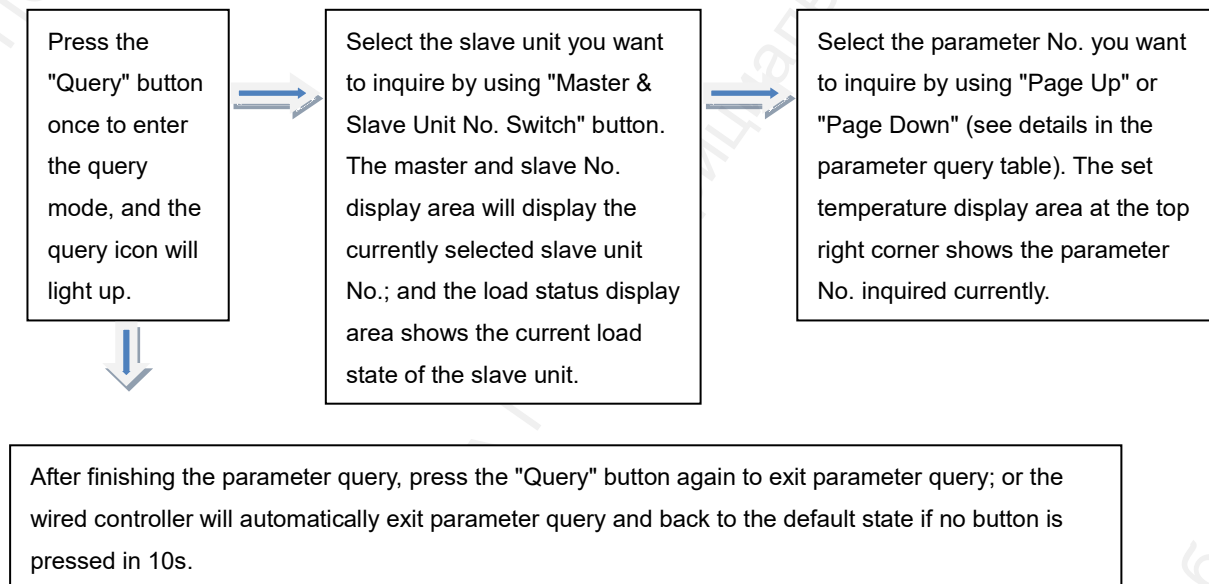 Press the
"Query" button
once to enter
the query
mode, and the
query icon will
light up.
Select the slave unit you want
to inquire by using "Master &
Slave Unit No. Switch" button.
The master and slave No.
display area will display the
currently selected slave unit
No.; and the load status display
area shows the current load
state of the slave unit.
Select the parameter No. you want
to inquire by using "Page Up" or
"Page Down" (see details in the
parameter query table). The set
temperature display area at the top
right corner shows the parameter
No. inquired currently.
After finishing the parameter query, press the "Query" button again to exit parameter query; or the
wired controller will automatically exit parameter query and back to the default state if no button is
pressed in 10s.